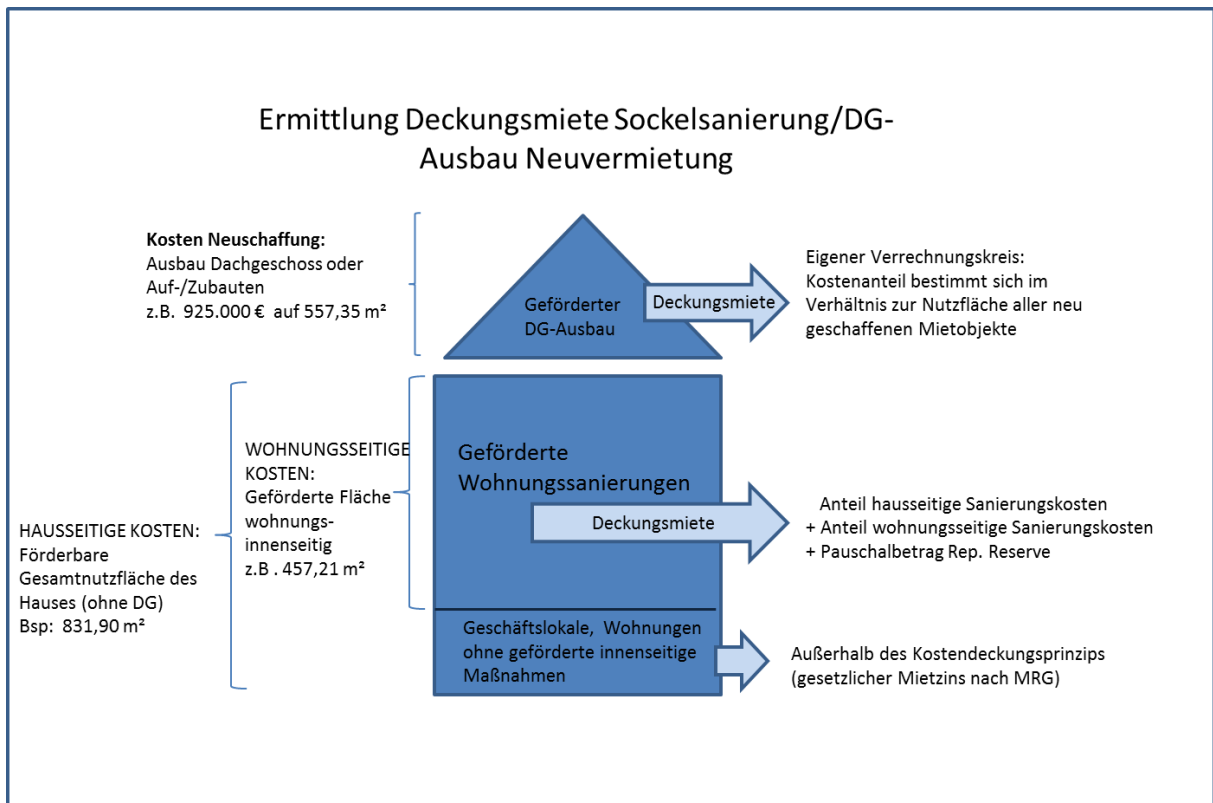 Ermittlung Deckungsmiete Sockelsanierung/DG-
Ausbau Neuvermietung
Kosten Neuschaffung:
Ausbau Dachgeschoss oder
Auf-/Zubauten
z.B. 925.000 € auf 557,35 m²
Geförderter
DG-Ausbau
Deckungsmiete
Eigener Verrechnungskreis:
Kostenanteil bestimmt sich im
Verhältnis zur Nutzfläche aller neu
geschaffenen Mietobjekte
HAUSSEITIGE KOSTEN:
Förderbare
Gesamtnutzfläche des
Hauses (ohne DG)
Bsp: 831,90 m²
WOHNUNGSSEITIGE
KOSTEN:
Geförderte Fläche
wohnungs-
innenseitig
z.B . 457,21 m²
Geförderte
Wohnungssanierungen
Deckungsmiete
Anteil hausseitige Sanierungskosten
+ Anteil wohnungsseitige Sanierungskosten
+ Pauschalbetrag Rep. Reserve
Geschäftslokale, Wohnungen
ohne geförderte innenseitige
Maßnahmen
Außerhalb des Kostendeckungsprinzips
(gesetzlicher Mietzins nach MRG)